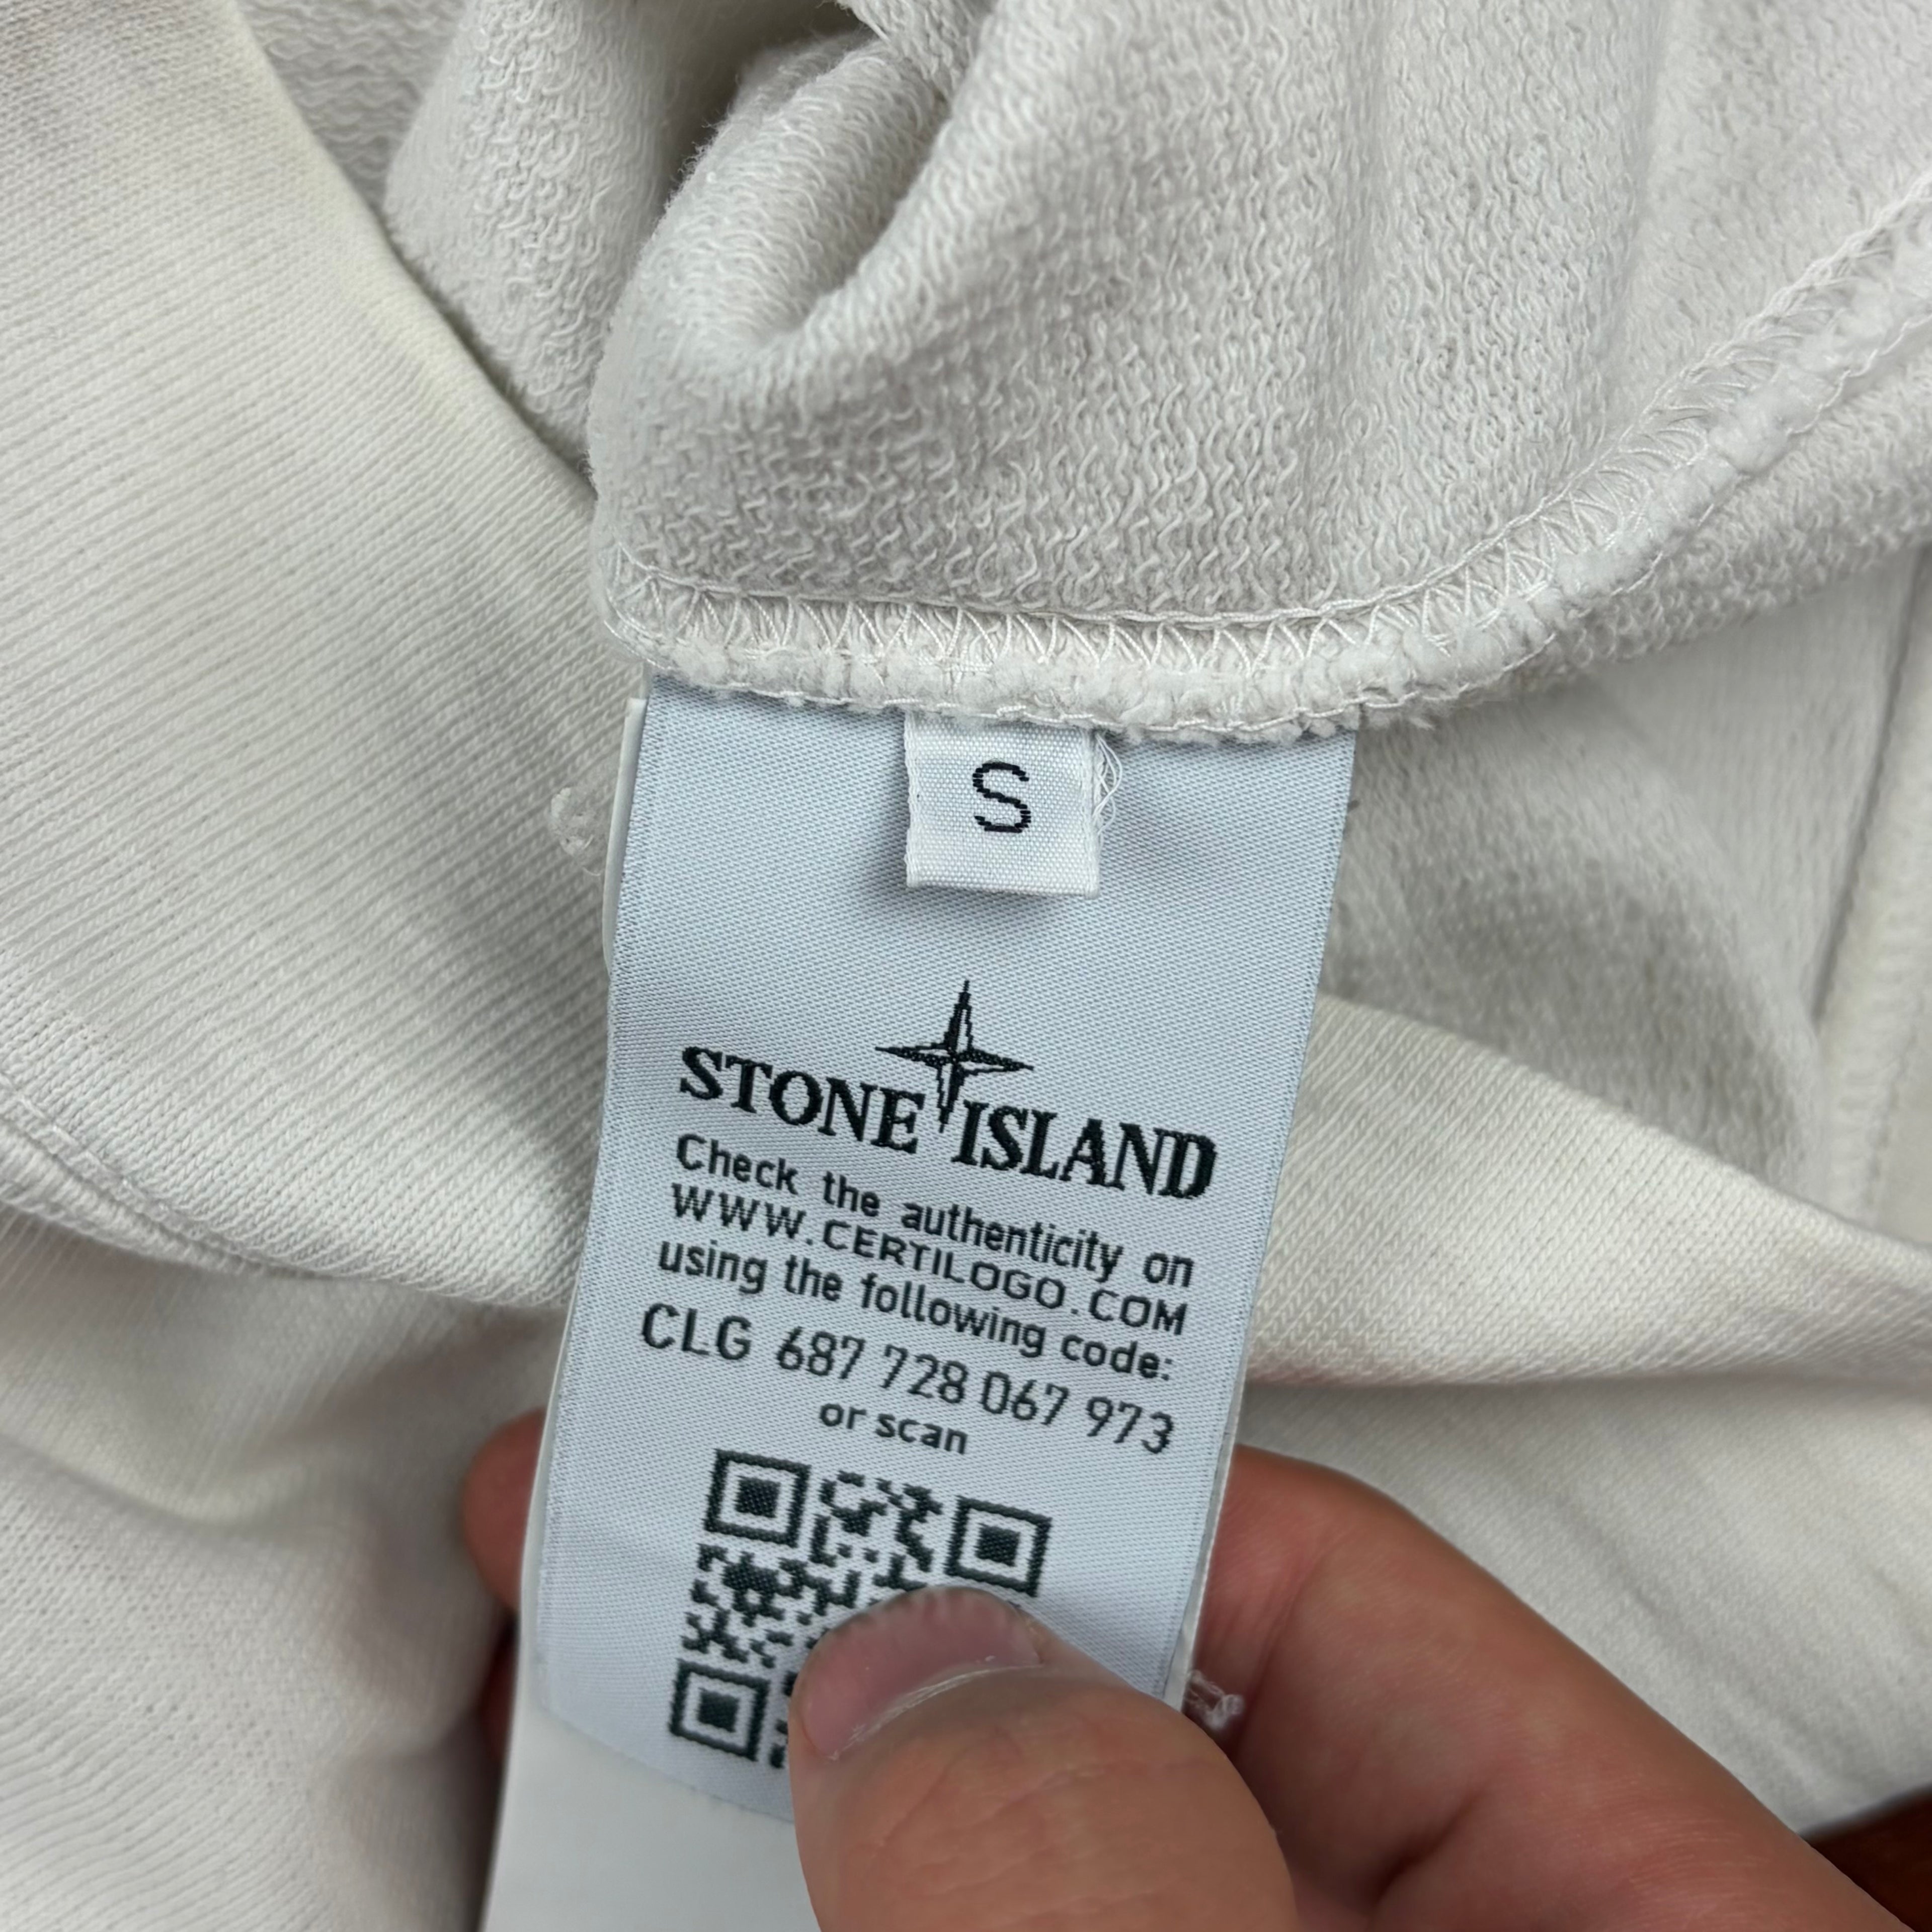 S
STONE ISLAND
Check the authenticity on
WWW.CERTILOGO.COM
using the following code:
CLG 687 728 067 973
or scan